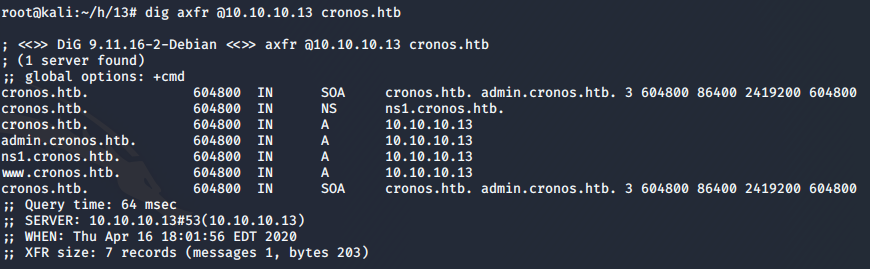 root@kali:~/h/13# dig axfr @10.10.10.13 cronos.htb

; <<>> DiG 9.11.16-2-Debian <<>> axfr @10.10.10.13 cronos.htb
; (1 server found)
;; global options: +cmd
cronos.htb. 604800 IN SOA cronos.htb. admin.cronos.htb. 3 604800 86400 2419200 604800
cronos.htb. 604800 IN NS ns1.cronos.htb.
cronos.htb. 604800 IN A 10.10.10.13
admin.cronos.htb. 604800 IN A 10.10.10.13
ns1.cronos.htb. 604800 IN A 10.10.10.13
www.cronos.htb. 604800 IN A 10.10.10.13
cronos.htb. 604800 IN SOA cronos.htb. admin.cronos.htb. 3 604800 86400 2419200 604800
;; Query time: 64 msec
;; SERVER: 10.10.10.13#53(10.10.10.13)
;; WHEN: Thu Apr 16 18:01:56 EDT 2020
;; XFR size: 7 records (messages 1, bytes 203)